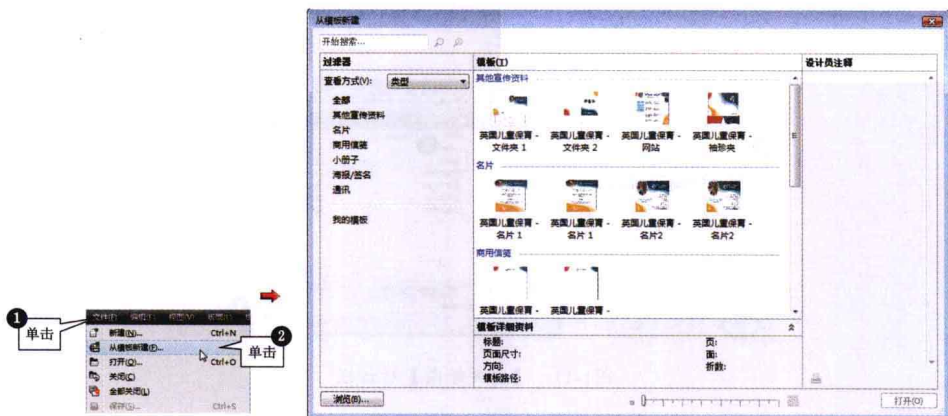 从模板新建
开始搜索...
过滤器
查看方式(V): 类型
全部
其他宣传资料
名片
商用信笺
小册子
海报/签名
通讯
我的模板
模板(T)
其他宣传资料
英国儿童保育 - 文件夹 1
英国儿童保育 - 文件夹 2
英国儿童保育 - 网站
英国儿童保育 - 袖珍夹
名片
英国儿童保育 - 名片 1
英国儿童保育 - 名片 1
英国儿童保育 - 名片2
英国儿童保育 - 名片2
商用信笺
英国儿童保育 -
英国儿童保育 -
模板详细资料
标题:
页面尺寸:
方向:
模板路径:
页:
面:
折数:
设计员注释
浏览(B)...
打开(O)
1
单击
文件(F) 编辑(E) 视图(V) 布局(L)
新建(N)... Ctrl+N
从模板新建(F)...
打开(O)... Ctrl+O
关闭(C)
全部关闭(L)
保存(S)... Ctrl+S
2
单击